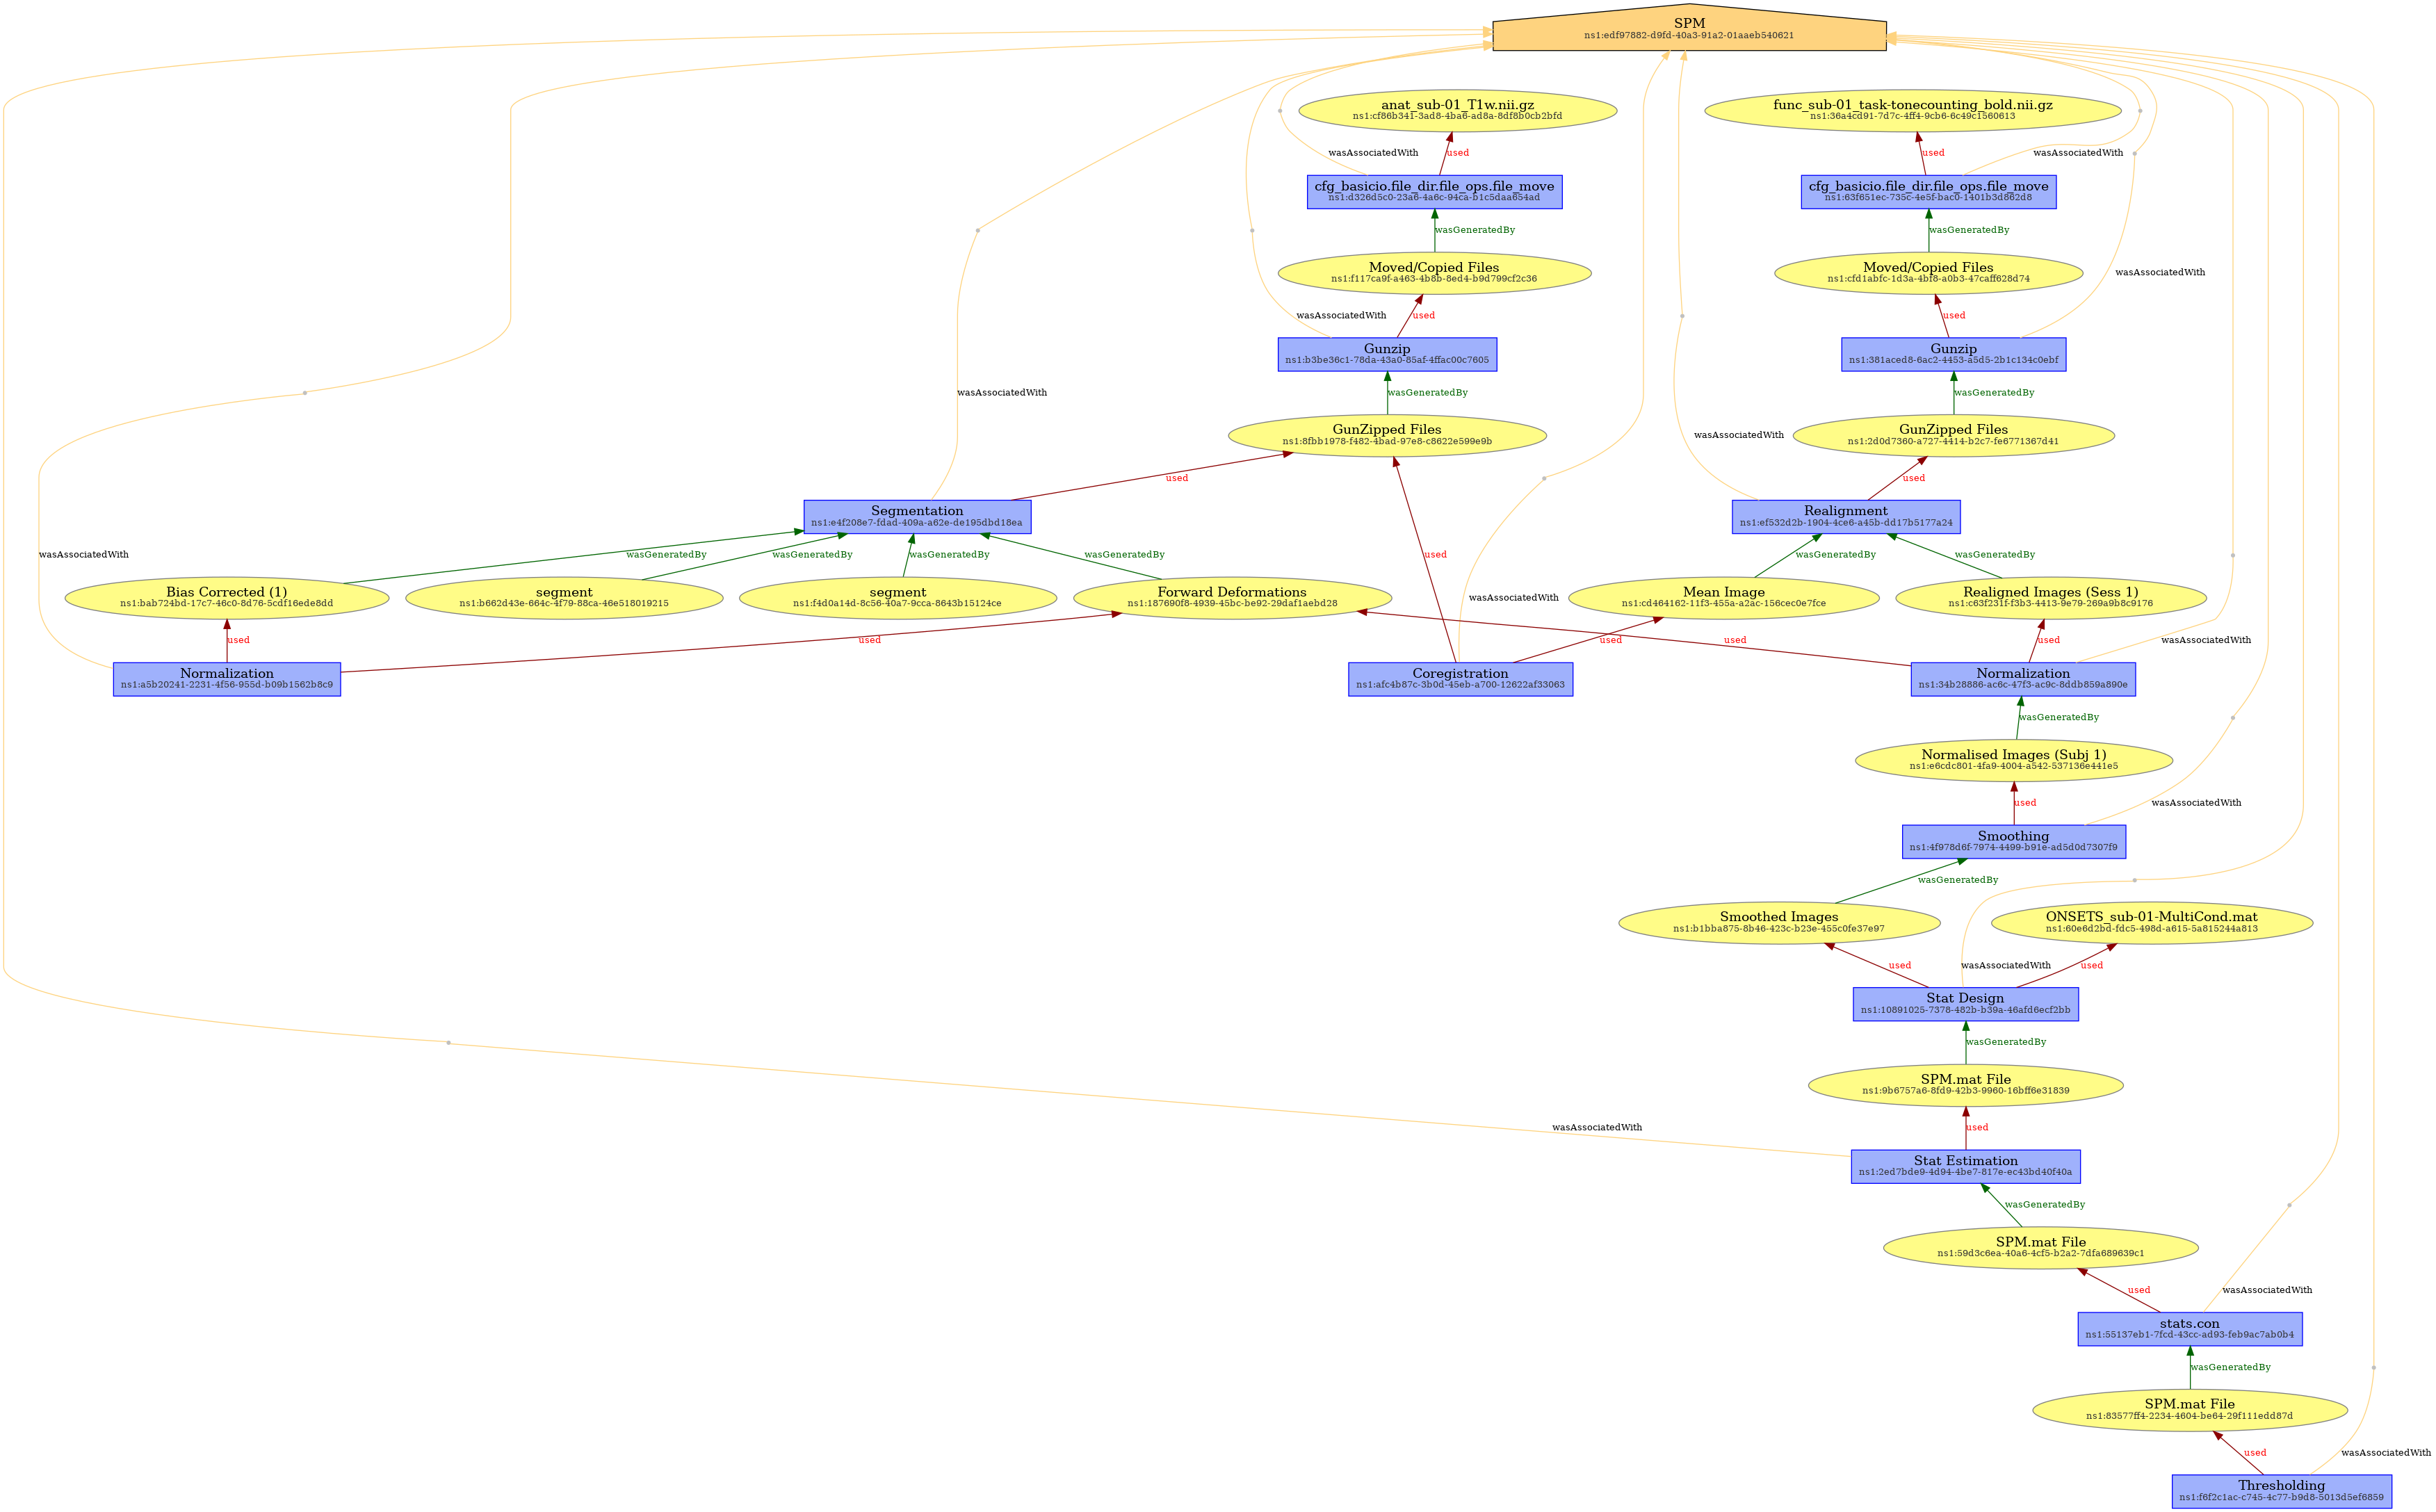 SPM
ns1:edf97882-d9fd-40a3-91a2-01aaeb540621
anat_sub-01_T1w.nii.gz
ns1:cf86b341-3ad8-4ba6-ad8a-8df8b0cb2bfd
func_sub-01_task-tonecounting_bold.nii.gz
ns1:36a4cd91-7d7c-4ff4-9cb6-6c49c1560613
wasAssociatedWith
used
used
wasAssociatedWith
cfg_basicio.file_dir.file_ops.file_move
ns1:d326d5c0-23a6-4a6c-94ca-b1c5daa654ad
cfg_basicio.file_dir.file_ops.file_move
ns1:63f651ec-735c-4e5f-bac0-1401b3d862d8
wasGeneratedBy
wasGeneratedBy
Moved/Copied Files
ns1:f117ca9f-a463-4b8b-8ed4-b9d799cf2c36
Moved/Copied Files
ns1:cfd1abfc-1d3a-4bf8-a0b3-47caff628d74
wasAssociatedWith
wasAssociatedWith
used
used
Gunzip
ns1:b3be36c1-78da-43a0-85af-4ffac00c7605
Gunzip
ns1:381aced8-6ac2-4453-a5d5-2b1c134c0ebf
wasAssociatedWith
wasGeneratedBy
wasGeneratedBy
GunZipped Files
ns1:8fbb1978-f482-4bad-97e8-c8622e599e9b
wasAssociatedWith
GunZipped Files
ns1:2d0d7360-a727-4414-b2c7-fe6771367d41
used
used
Segmentation
ns1:e4f208e7-fdad-409a-a62e-de195dbd18ea
Realignment
ns1:ef532d2b-1904-4ce6-a45b-dd17b5177a24
wasAssociatedWith
wasGeneratedBy
wasGeneratedBy
wasGeneratedBy
wasGeneratedBy
used
wasGeneratedBy
wasGeneratedBy
Bias Corrected (1)
ns1:bab724bd-17c7-46c0-8d76-5cdf16ede8dd
segment
ns1:b662d43e-664c-4f79-88ca-46e518019215
segment
ns1:f4d0a14d-8c56-40a7-9cca-8643b15124ce
Forward Deformations
ns1:187690f8-4939-45bc-be92-29daf1aebd28
wasAssociatedWith
Mean Image
ns1:cd464162-11f3-455a-a2ac-156cec0e7fce
Realigned Images (Sess 1)
ns1:c63f231f-f3b3-4413-9e79-269a9b8c9176
used
used
used
used
used
wasAssociatedWith
Normalization
ns1:a5b20241-2231-4f56-955d-b09b1562b8c9
Coregistration
ns1:afc4b87c-3b0d-45eb-a700-12622af33063
Normalization
ns1:34b28886-ac6c-47f3-ac9c-8ddb859a890e
wasGeneratedBy
Normalised Images (Subj 1)
ns1:e6cdc801-4fa9-4004-a542-537136e441e5
used
wasAssociatedWith
Smoothing
ns1:4f978d6f-7974-4499-b91e-ad5d0d7307f9
wasGeneratedBy
Smoothed Images
ns1:b1bba875-8b46-423c-b23e-455c0fe37e97
ONSETS_sub-01-MultiCond.mat
ns1:60e6d2bd-fdc5-498d-a615-5a815244a813
used
wasAssociatedWith
used
Stat Design
ns1:10891025-7378-482b-b39a-46afd6ecf2bb
wasGeneratedBy
SPM.mat File
ns1:9b6757a6-8fd9-42b3-9960-16bff6e31839
wasAssociatedWith
used
Stat Estimation
ns1:2ed7bde9-4d94-4be7-817e-ec43bd40f40a
wasGeneratedBy
SPM.mat File
ns1:59d3c6ea-40a6-4cf5-b2a2-7dfa689639c1
used
wasAssociatedWith
stats.con
ns1:55137eb1-7fcd-43cc-ad93-feb9ac7ab0b4
wasGeneratedBy
SPM.mat File
ns1:83577ff4-2234-4604-be64-29f111edd87d
used
wasAssociatedWith
Thresholding
ns1:f6f2c1ac-c745-4c77-b9d8-5013d5ef6859